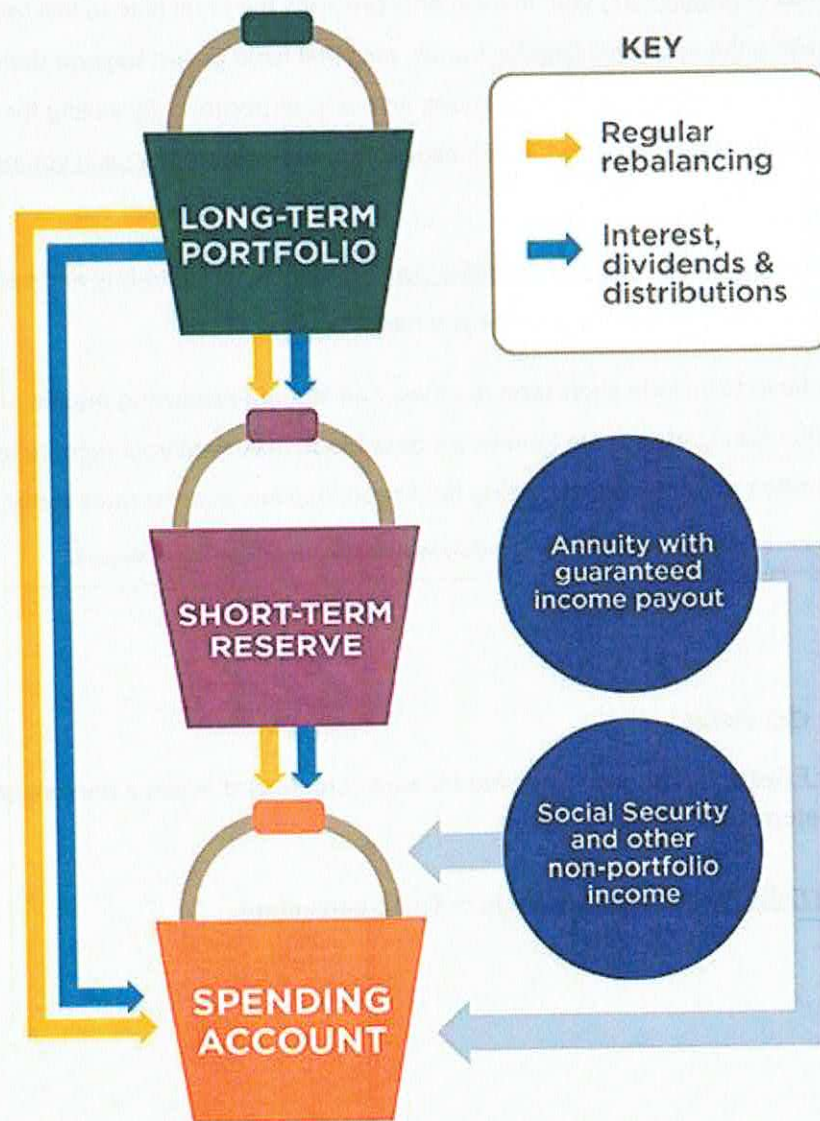 KEY
Regular
rebalancing
Interest,
dividends &
distributions
LONG-TERM
PORTFOLIO
SHORT-TERM
RESERVE
SPENDING
ACCOUNT
Annuity with
guaranteed
income payout
Social Security
and other
non-portfolio
income